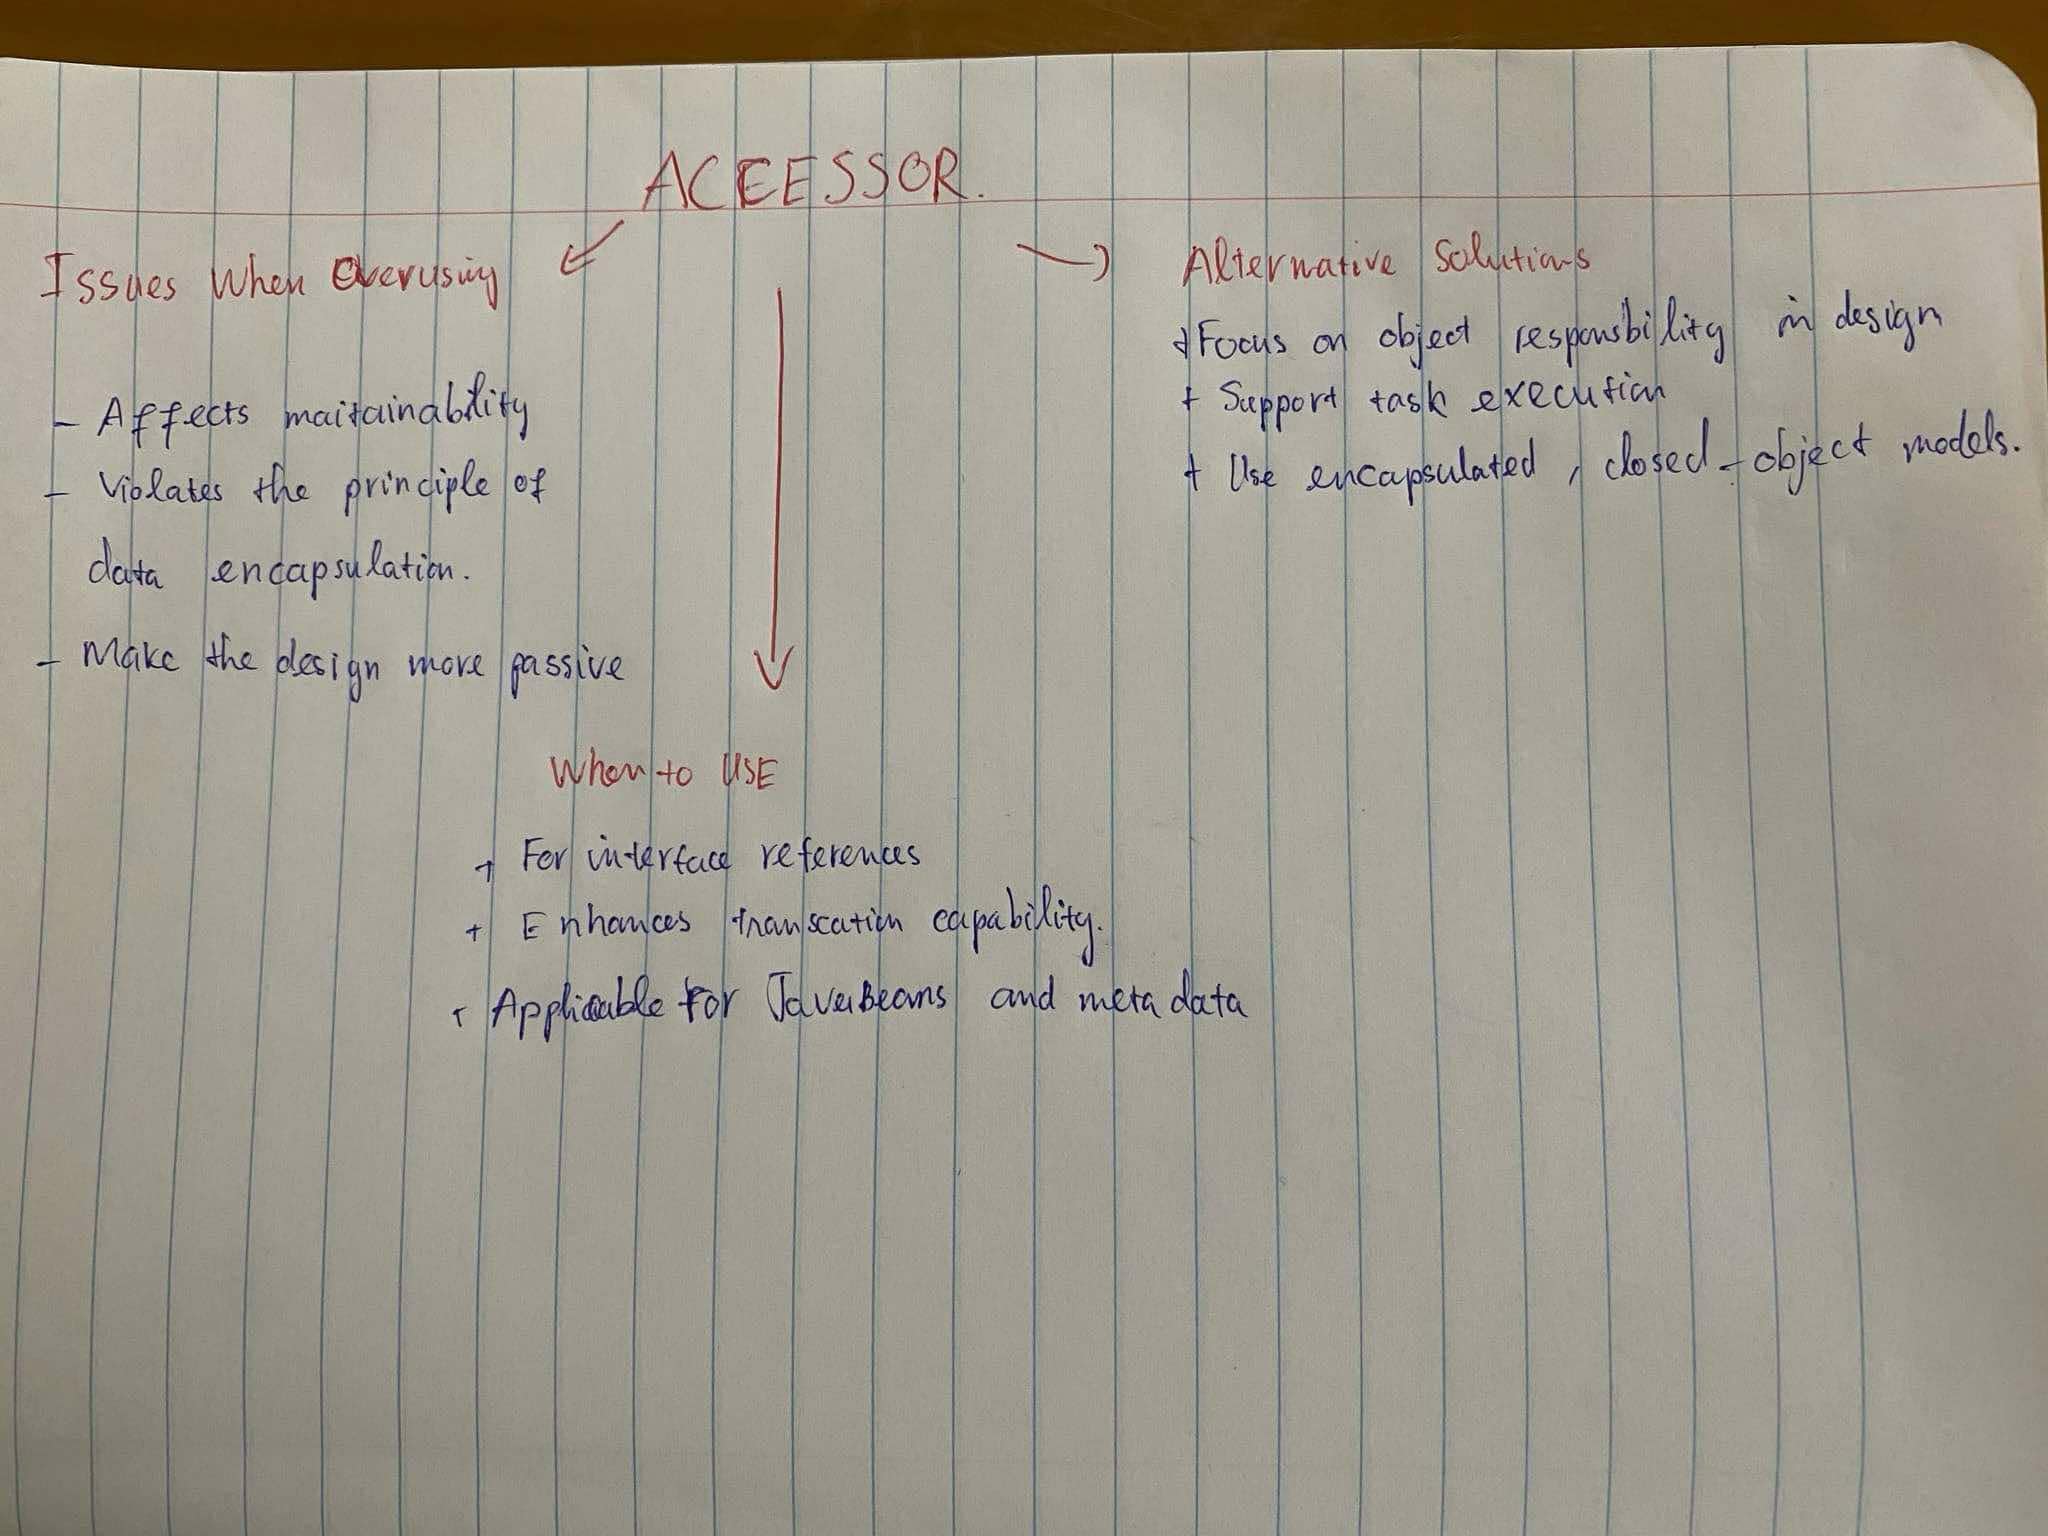 ACCESSOR.
Issues When Overusing
- Affects maitainability
- Violates the principle of
data encapsulation.
- Make the design more passive
Alternative Solutions
+ Focus on object responsbility in design
+ Support task execution
+ Use encapsulated, closed-object models.
When to USE
+ For interface references
+ Enhances transcation capability.
+ Applicable for JavaBeans and meta data